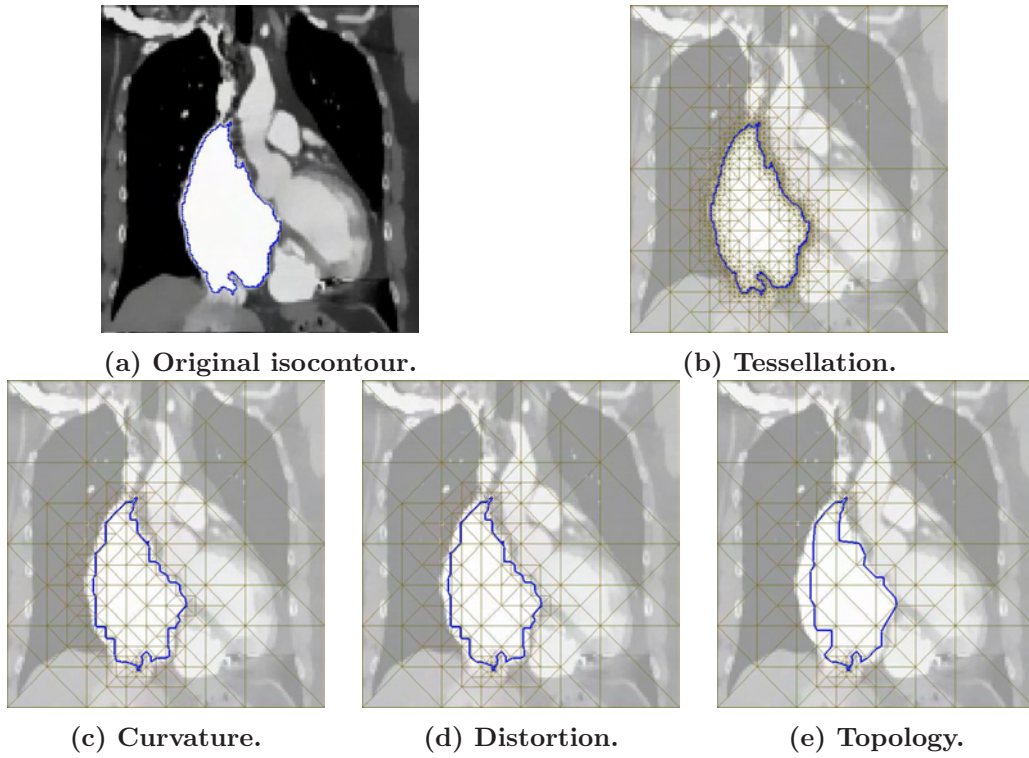 (a) Original isocontour.
(b) Tessellation.
(c) Curvature.
(d) Distortion.
(e) Topology.